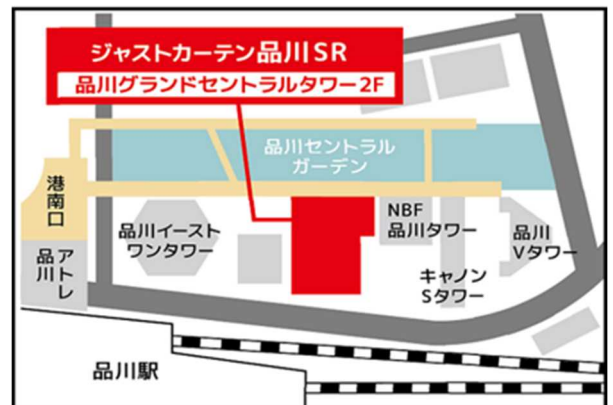 ジャストカーテン品川SR
品川グランドセントラルタワー2F
品川セントラル
ガーデン
港南口
アトレ
品川
品川イースト
ワンタワー
NBF
品川タワー
キャノン
Sタワー
品川
Vタワー
品川駅